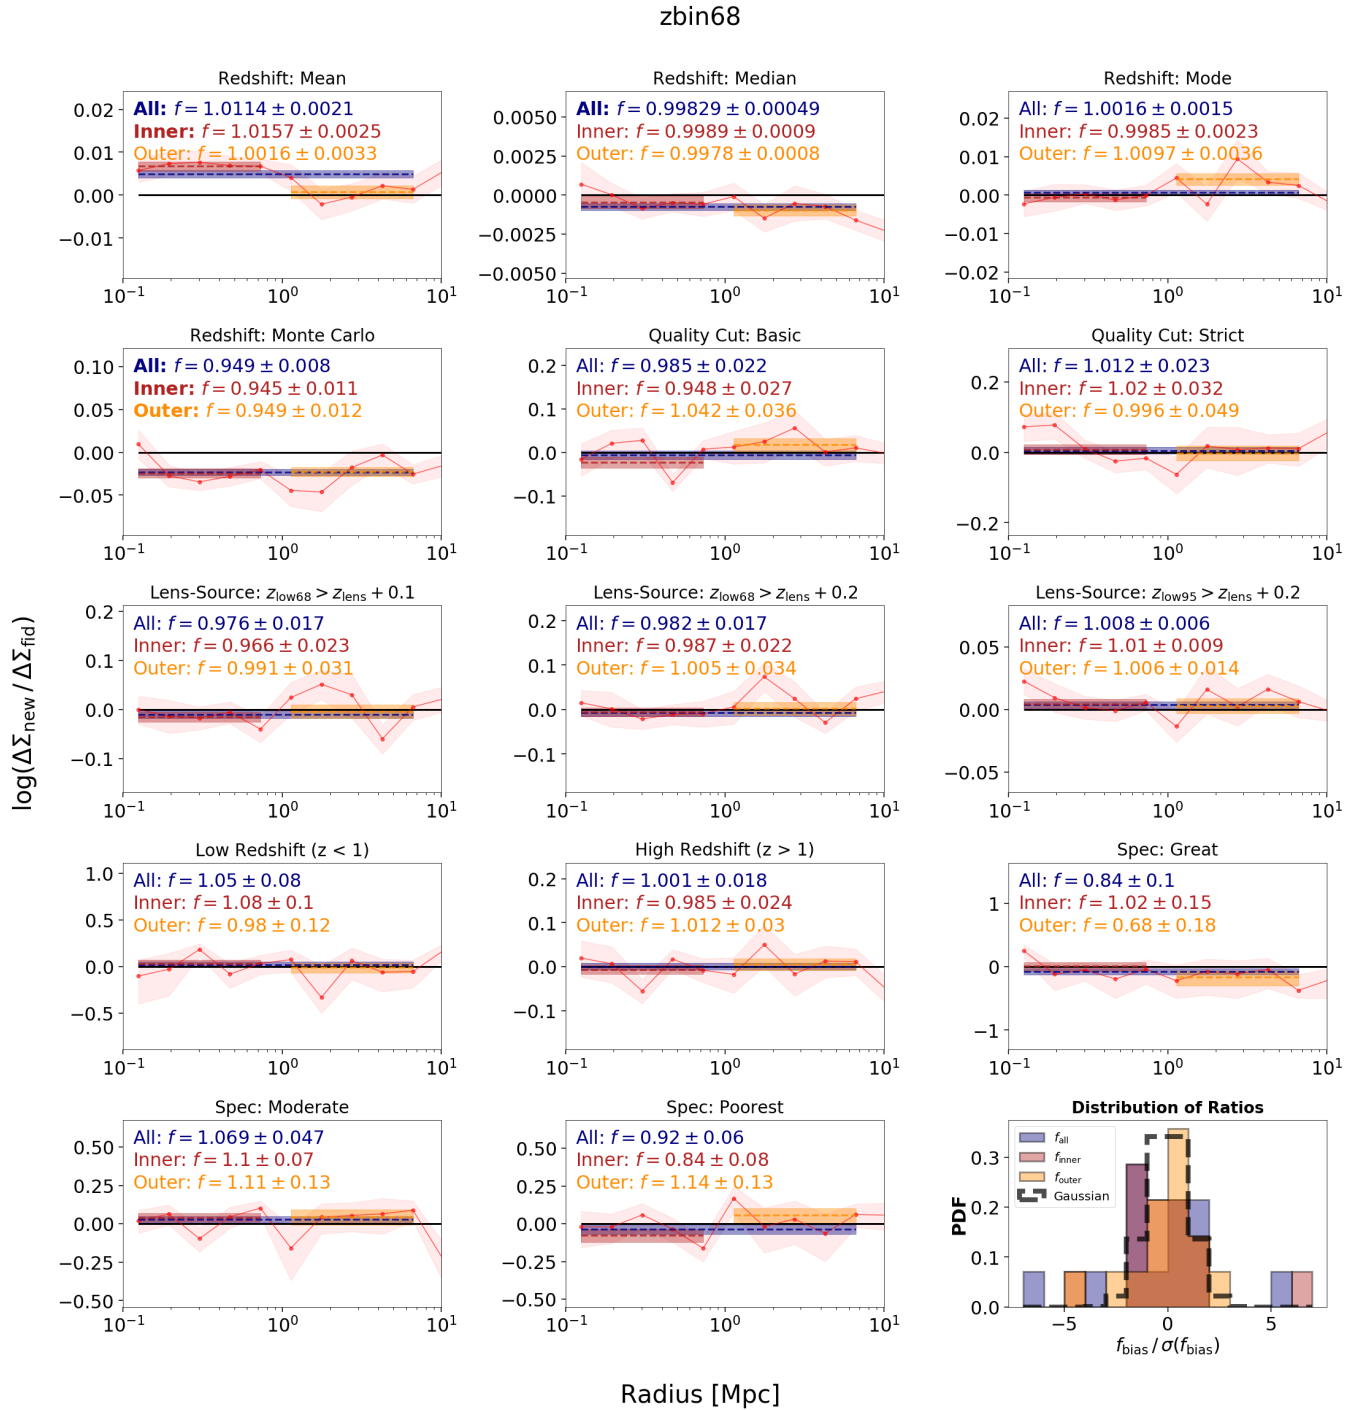 zbin68
Redshift: Mean
All: f = 1.0114 ± 0.0021
Inner: f = 1.0157 ± 0.0025
Outer: f = 1.0016 ± 0.0033
0.02
0.01
0.00
−0.01
10⁻¹ 10⁰ 10¹
Redshift: Median
All: f = 0.99829 ± 0.00049
Inner: f = 0.9989 ± 0.0009
Outer: f = 0.9978 ± 0.0008
0.0050
0.0025
0.0000
−0.0025
−0.0050
10⁻¹ 10⁰ 10¹
Redshift: Mode
All: f = 1.0016 ± 0.0015
Inner: f = 0.9985 ± 0.0023
Outer: f = 1.0097 ± 0.0036
0.02
0.01
0.00
−0.01
−0.02
10⁻¹ 10⁰ 10¹
Redshift: Monte Carlo
All: f = 0.949 ± 0.008
Inner: f = 0.945 ± 0.011
Outer: f = 0.949 ± 0.012
0.10
0.05
0.00
−0.05
10⁻¹ 10⁰ 10¹
Quality Cut: Basic
All: f = 0.985 ± 0.022
Inner: f = 0.948 ± 0.027
Outer: f = 1.042 ± 0.036
0.2
0.1
0.0
−0.1
10⁻¹ 10⁰ 10¹
Quality Cut: Strict
All: f = 1.012 ± 0.023
Inner: f = 1.02 ± 0.032
Outer: f = 0.996 ± 0.049
0.2
0.0
−0.2
10⁻¹ 10⁰ 10¹
Lens-Source: z_low68 > z_lens + 0.1
All: f = 0.976 ± 0.017
Inner: f = 0.966 ± 0.023
Outer: f = 0.991 ± 0.031
0.2
0.1
0.0
−0.1
10⁻¹ 10⁰ 10¹
Lens-Source: z_low68 > z_lens + 0.2
All: f = 0.982 ± 0.017
Inner: f = 0.987 ± 0.022
Outer: f = 1.005 ± 0.034
0.2
0.1
0.0
−0.1
10⁻¹ 10⁰ 10¹
Lens-Source: z_low95 > z_lens + 0.2
All: f = 1.008 ± 0.006
Inner: f = 1.01 ± 0.009
Outer: f = 1.006 ± 0.014
0.05
0.00
−0.05
10⁻¹ 10⁰ 10¹
log(ΔΣ_new / ΔΣ_fid)
Low Redshift (z < 1)
All: f = 1.05 ± 0.08
Inner: f = 1.08 ± 0.1
Outer: f = 0.98 ± 0.12
1.0
0.5
0.0
−0.5
10⁻¹ 10⁰ 10¹
High Redshift (z > 1)
All: f = 1.001 ± 0.018
Inner: f = 0.985 ± 0.024
Outer: f = 1.012 ± 0.03
0.2
0.1
0.0
−0.1
10⁻¹ 10⁰ 10¹
Spec: Great
All: f = 0.84 ± 0.1
Inner: f = 1.02 ± 0.15
Outer: f = 0.68 ± 0.18
1
0
−1
10⁻¹ 10⁰ 10¹
Spec: Moderate
All: f = 1.069 ± 0.047
Inner: f = 1.1 ± 0.07
Outer: f = 1.11 ± 0.13
0.50
0.25
0.00
−0.25
−0.50
10⁻¹ 10⁰ 10¹
Spec: Poorest
All: f = 0.92 ± 0.06
Inner: f = 0.84 ± 0.08
Outer: f = 1.14 ± 0.13
0.50
0.25
0.00
−0.25
−0.50
10⁻¹ 10⁰ 10¹
Distribution of Ratios
f_all
f_inner
f_outer
Gaussian
PDF
0.3
0.2
0.1
0.0
−5 0 5
f_bias / σ(f_bias)
Radius [Mpc]